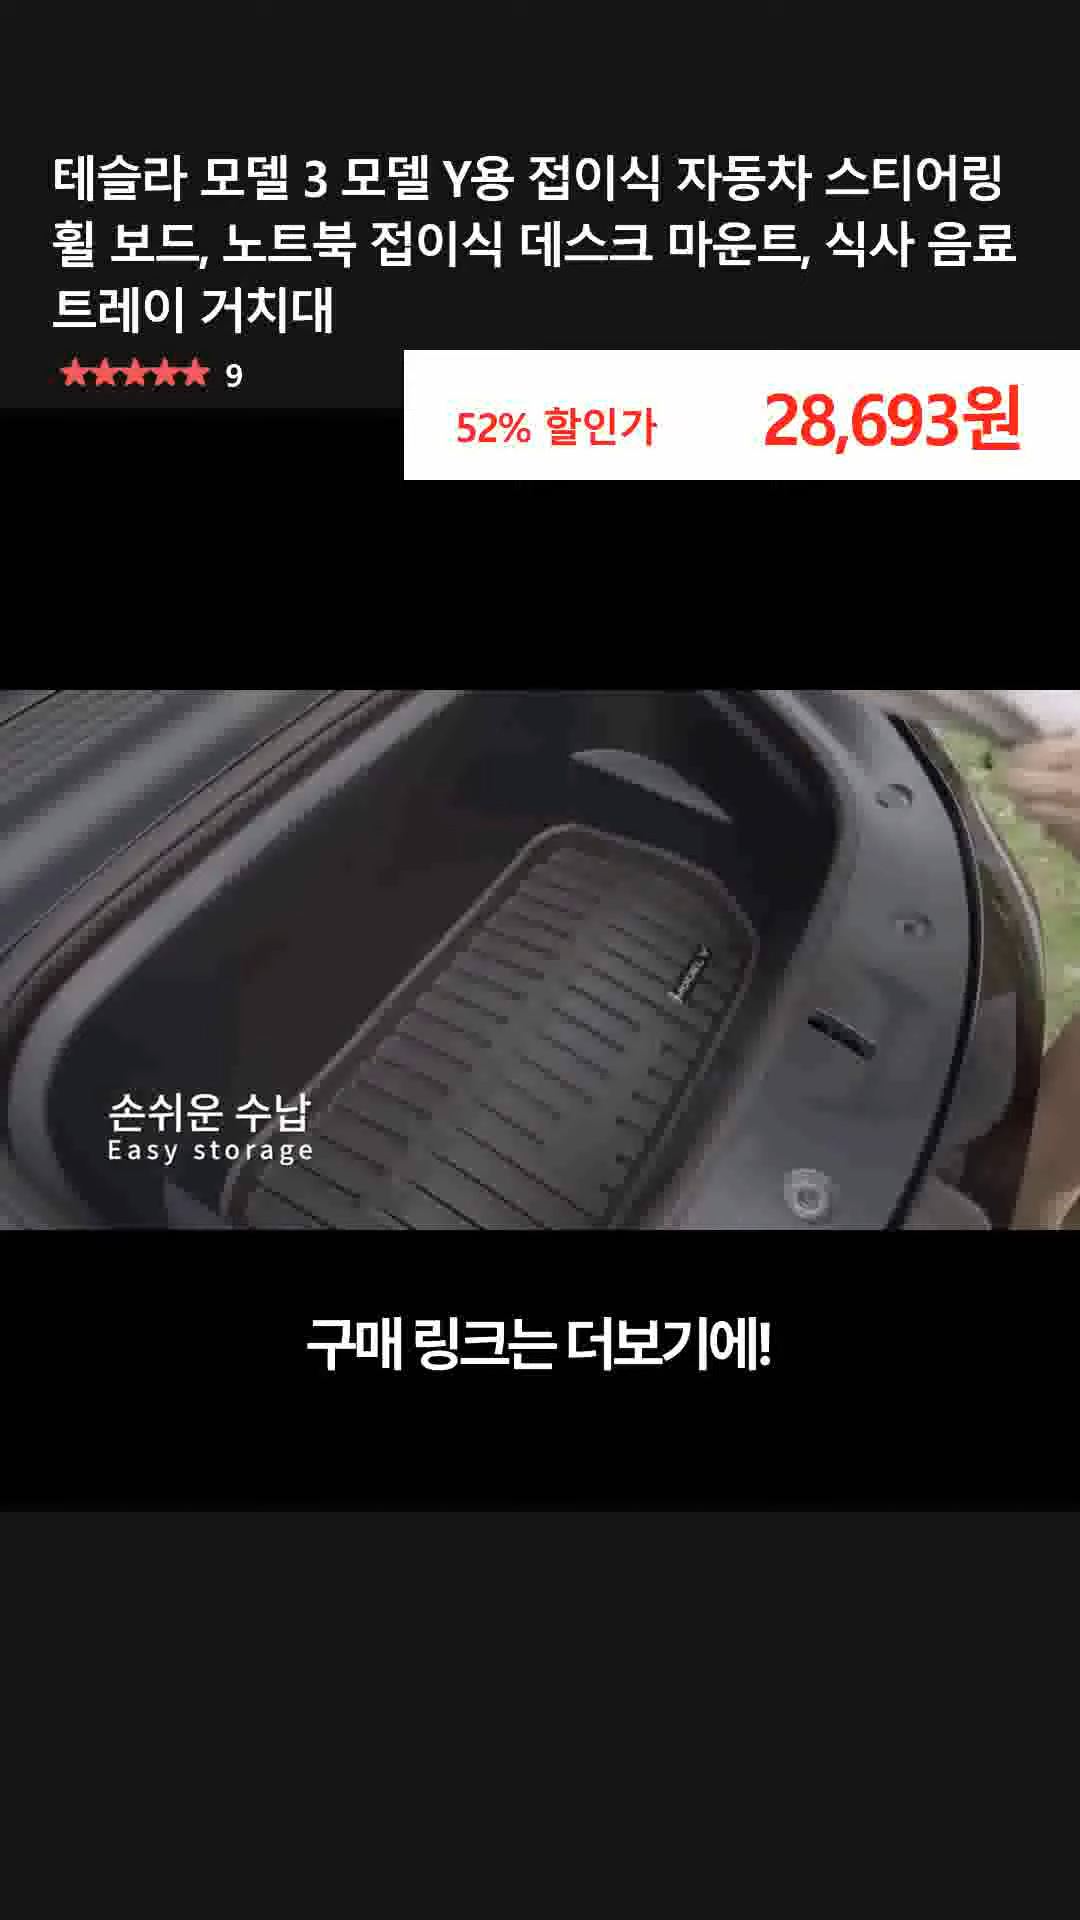 테슬라 모델 3 모델 Y용 접이식 자동차 스티어링
휠 보드, 노트북 접이식 데스크 마운트, 식사 음료
트레이 거치대
9
52% 할인가 28,693원
MODEL Y
손쉬운 수납
Easy storage
구매 링크는 더보기에!